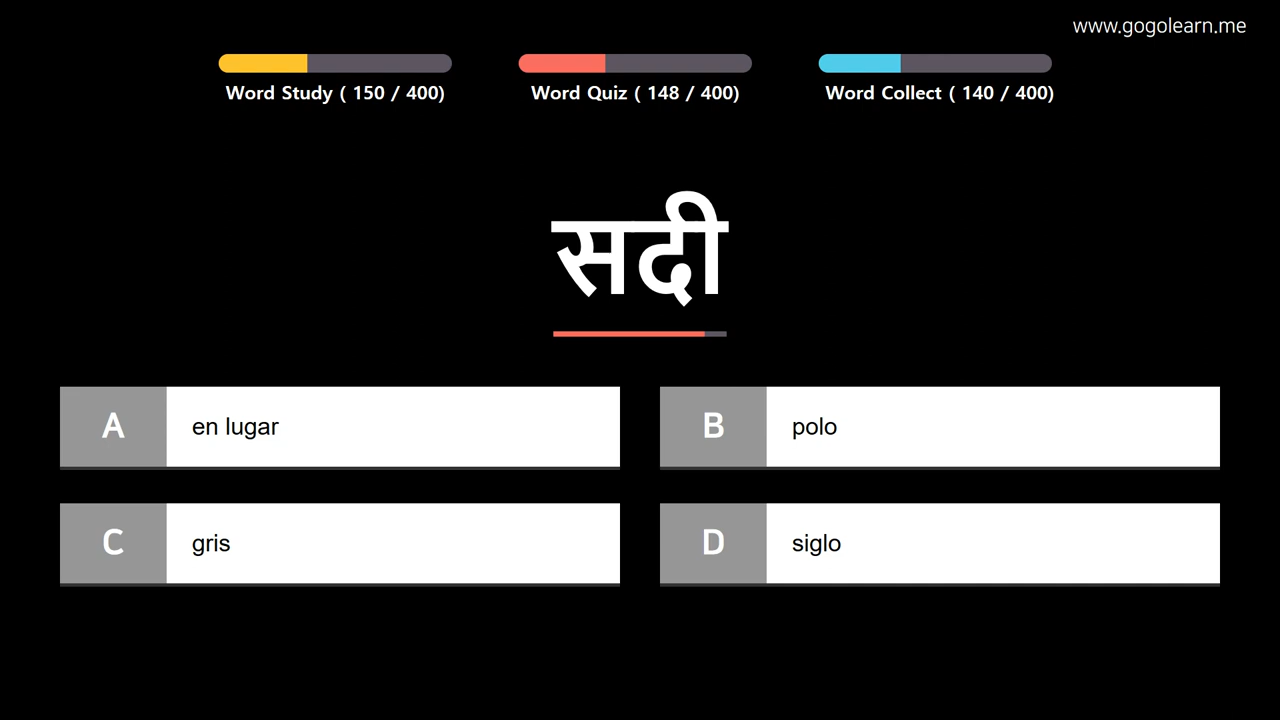 www.gogolearn.me
Word Study ( 150 / 400)
Word Quiz ( 148 / 400)
Word Collect ( 140 / 400)
सदी
A en lugar
B polo
C gris
D siglo